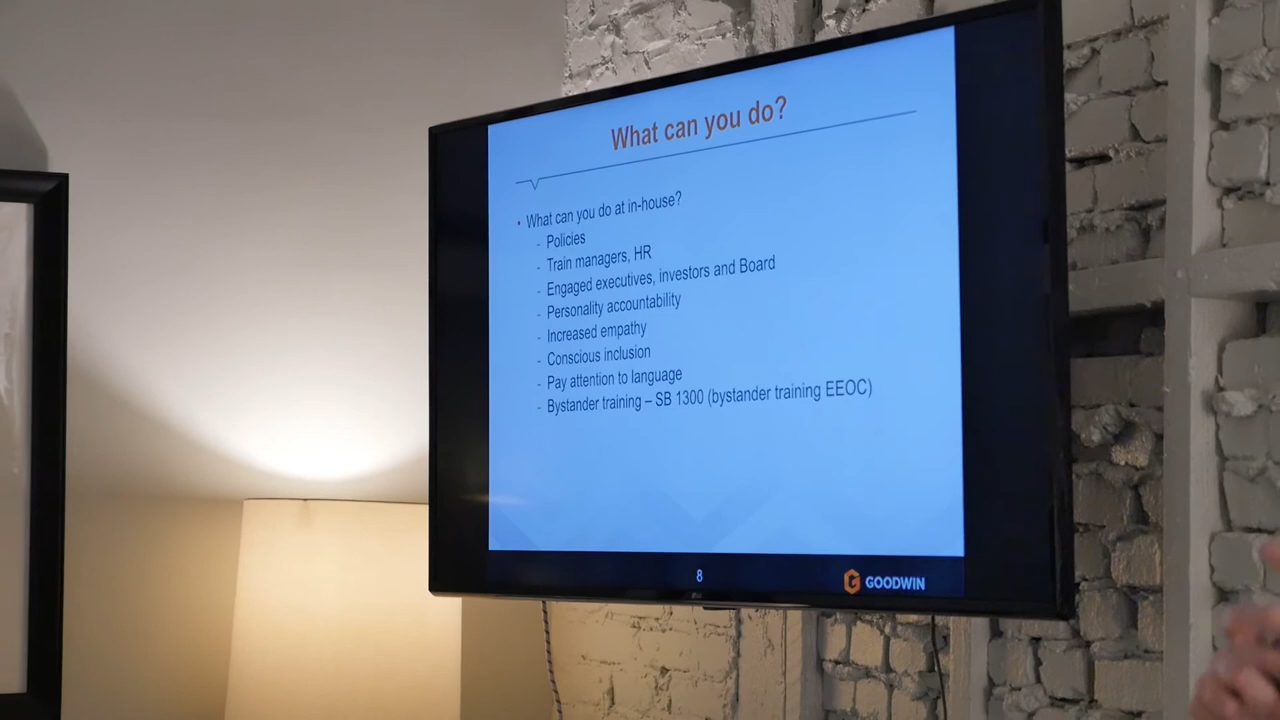 What can you do?
• What can you do at in-house?
- Policies
- Train managers, HR
- Engaged executives, investors and Board
- Personality accountability
- Increased empathy
- Conscious inclusion
- Pay attention to language
- Bystander training – SB 1300 (bystander training EEOC)
8
GOODWIN